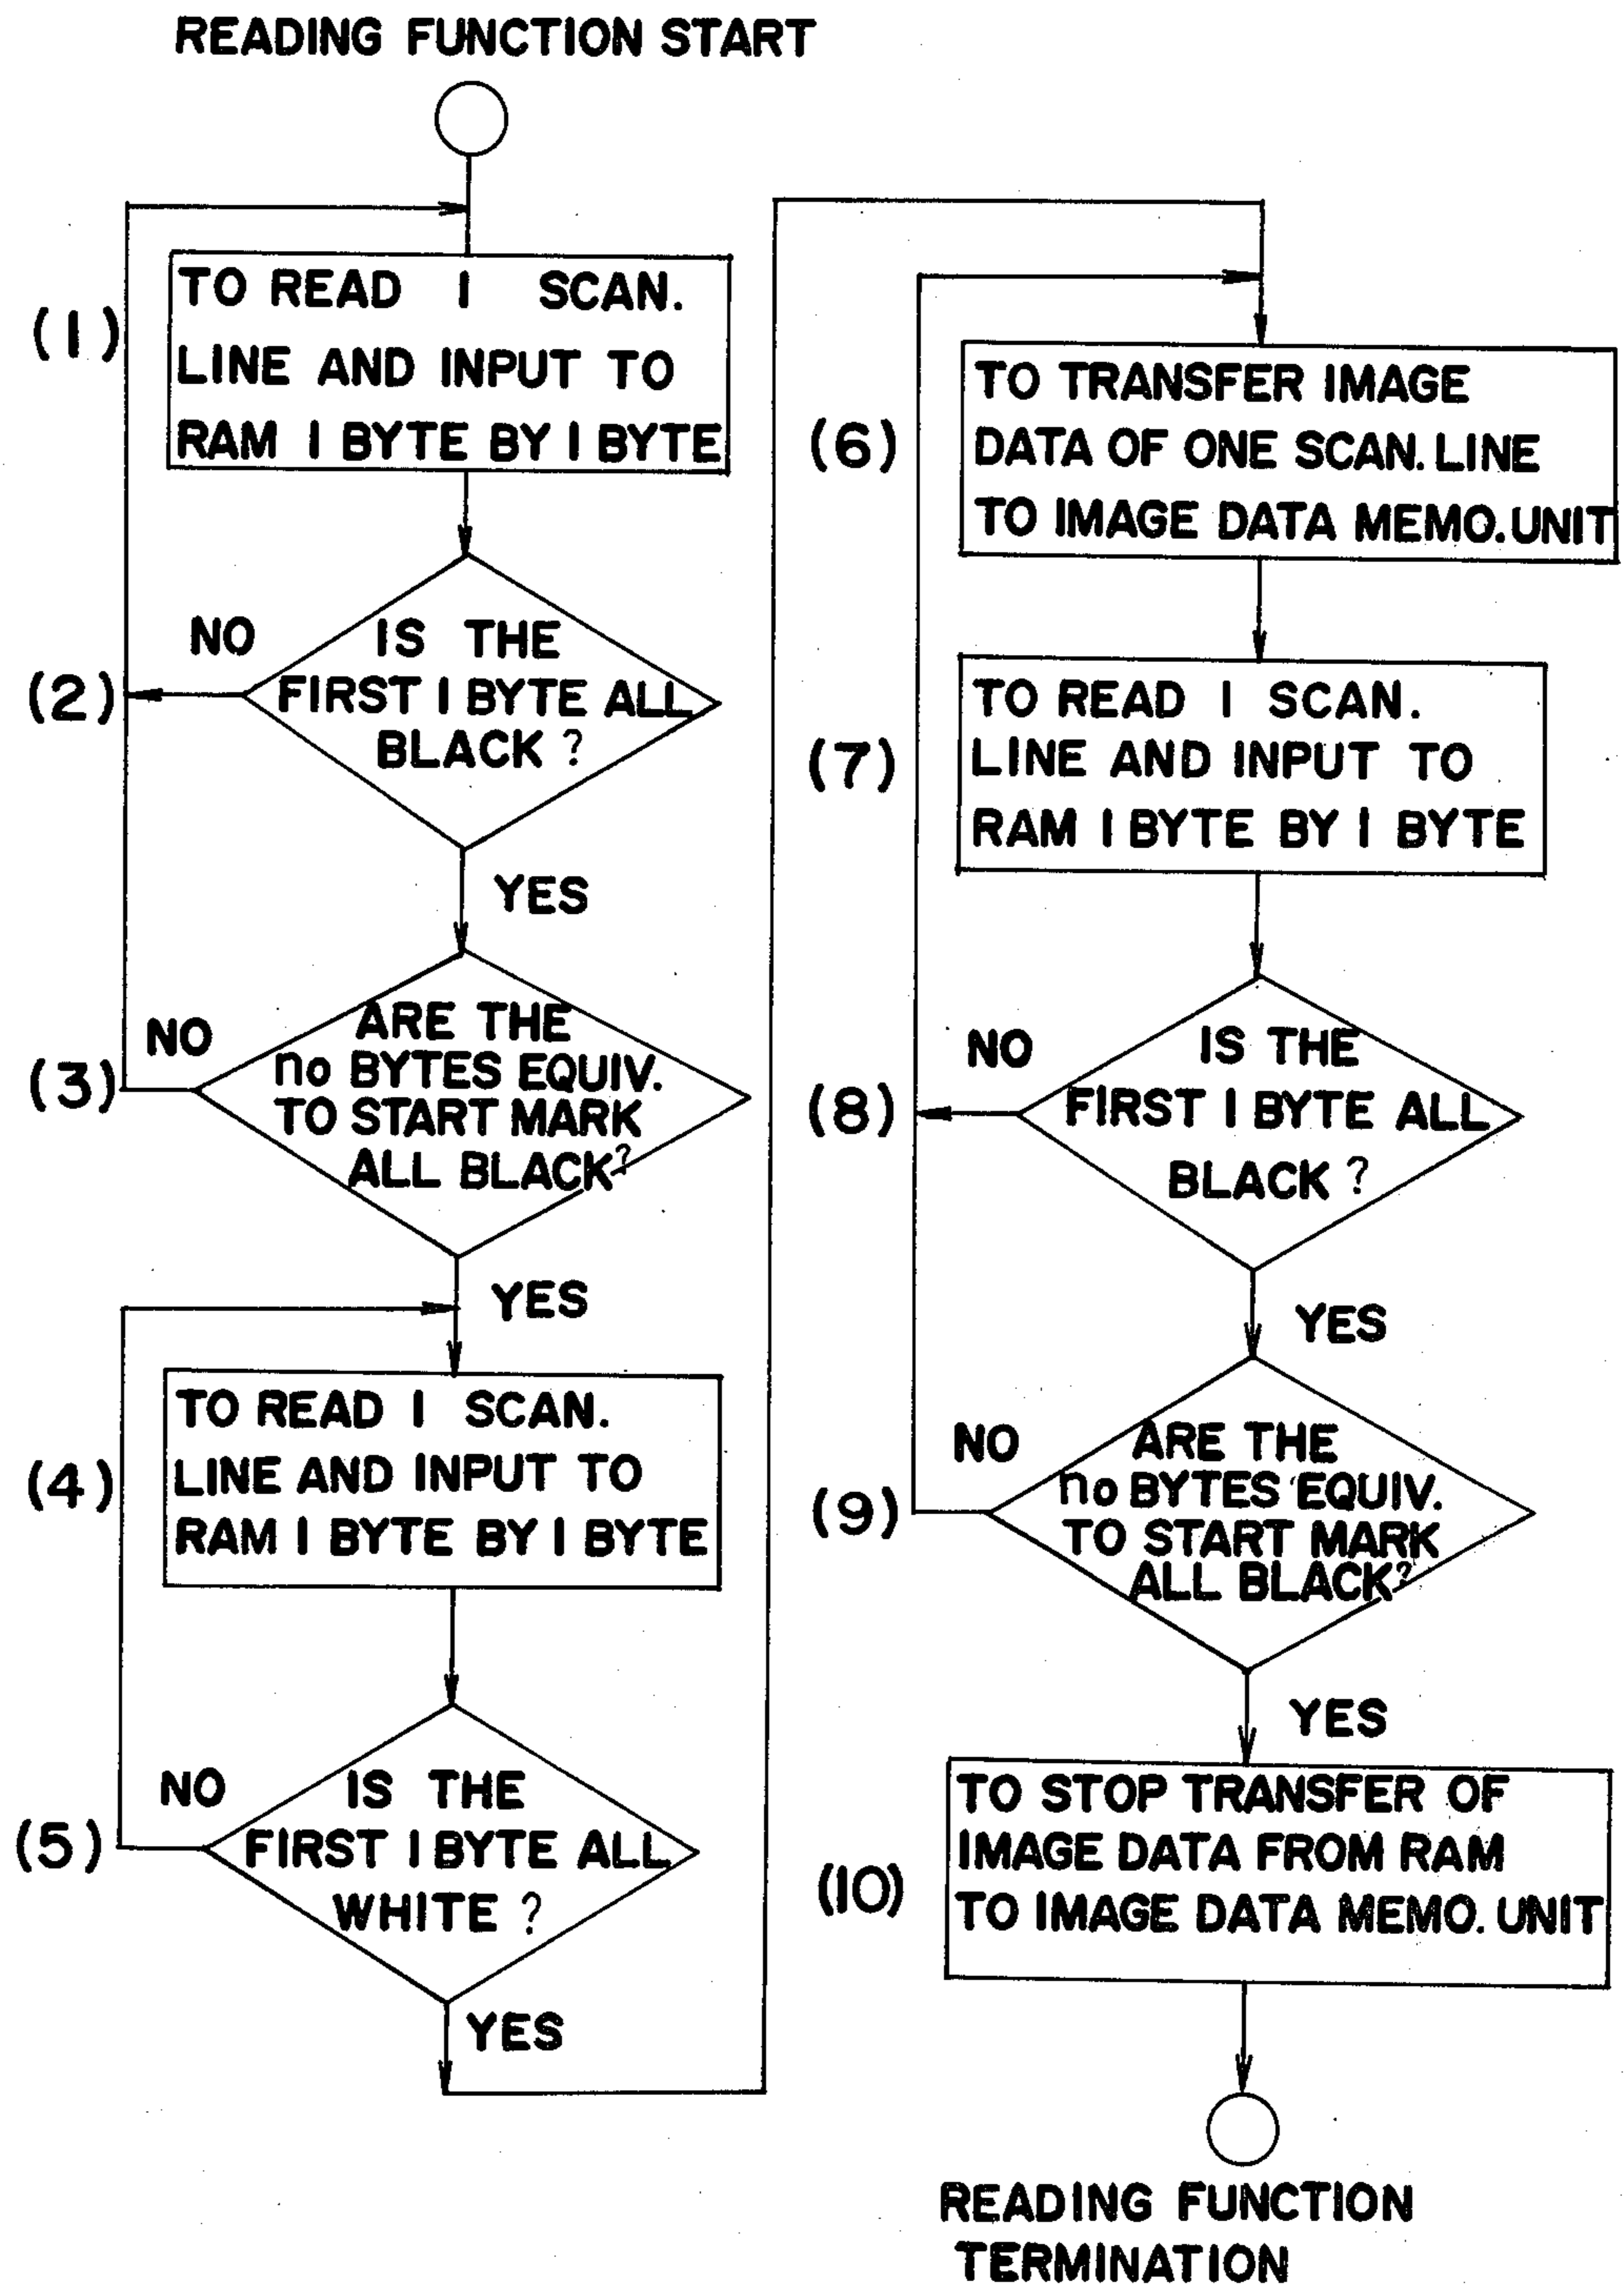 READING FUNCTION START
(1)
TO READ 1 SCAN.
LINE AND INPUT TO
RAM 1 BYTE BY 1 BYTE
NO
(2)
IS THE
FIRST 1 BYTE ALL
BLACK ?
YES
NO
(3)
ARE THE
no BYTES EQUIV.
TO START MARK
ALL BLACK?
YES
(4)
TO READ 1 SCAN.
LINE AND INPUT TO
RAM 1 BYTE BY 1 BYTE
NO
(5)
IS THE
FIRST 1 BYTE ALL
WHITE ?
YES
(6)
TO TRANSFER IMAGE
DATA OF ONE SCAN. LINE
TO IMAGE DATA MEMO. UNIT
(7)
TO READ 1 SCAN.
LINE AND INPUT TO
RAM 1 BYTE BY 1 BYTE
NO
(8)
IS THE
FIRST 1 BYTE ALL
BLACK ?
YES
NO
(9)
ARE THE
no BYTES EQUIV.
TO START MARK
ALL BLACK?
YES
(10)
TO STOP TRANSFER OF
IMAGE DATA FROM RAM
TO IMAGE DATA MEMO. UNIT
READING FUNCTION
TERMINATION